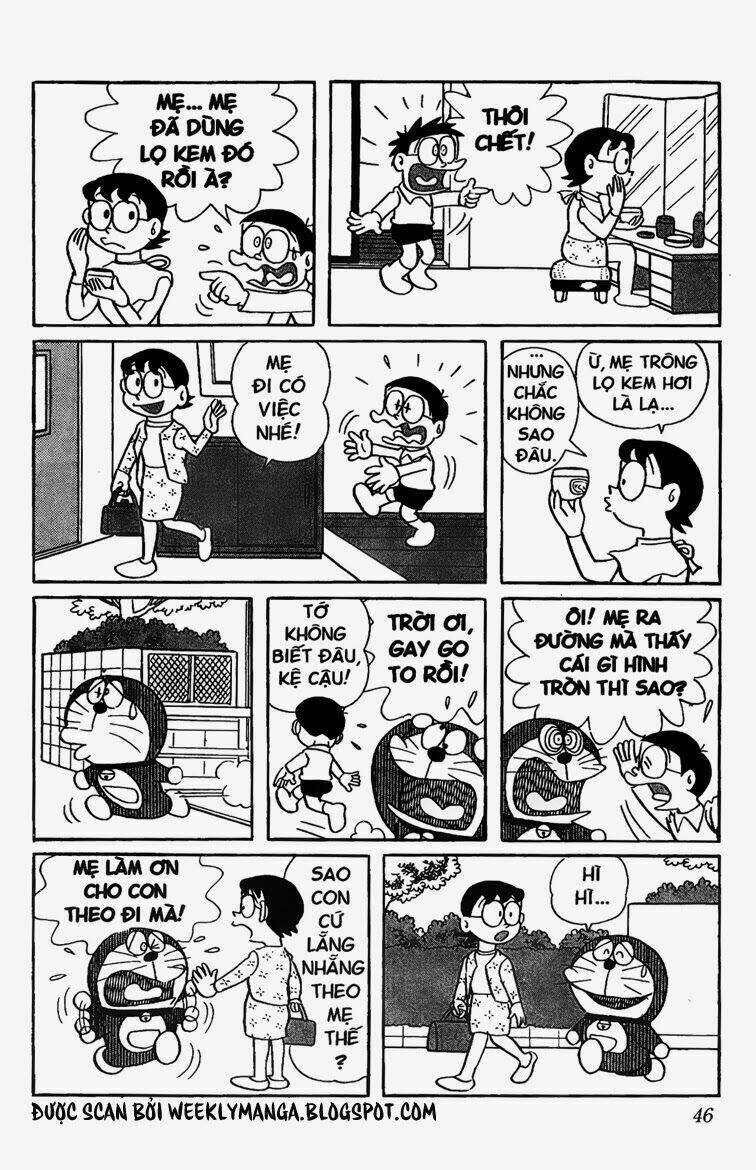 THÔI
CHẾT!
MẸ... MẸ
ĐÃ DÙNG
LỌ KEM ĐÓ
RỒI À?
Ừ, MẸ TRÔNG
LỌ KEM HƠI
LÀ LẠ...
...
NHƯNG
CHẮC
KHÔNG
SAO
ĐÂU.
MẸ
ĐI CÓ
VIỆC
NHÉ!
ÔI! MẸ RA
ĐƯỜNG MÀ THẤY
CÁI GÌ HÌNH
TRÒN THÌ SAO?
TRỜI ƠI,
GAY GO
TO RỒI!
TỚ
KHÔNG
BIẾT ĐÂU,
KỆ CẬU!
HÌ
HÌ...
SAO
CON
CỨ
LẴNG
NHẴNG
THEO
MẸ
THẾ
?
MẸ LÀM ƠN
CHO CON
THEO ĐI MÀ!
ĐƯỢC SCAN BỞI WEEKLYMANGA.BLOGSPOT.COM
46